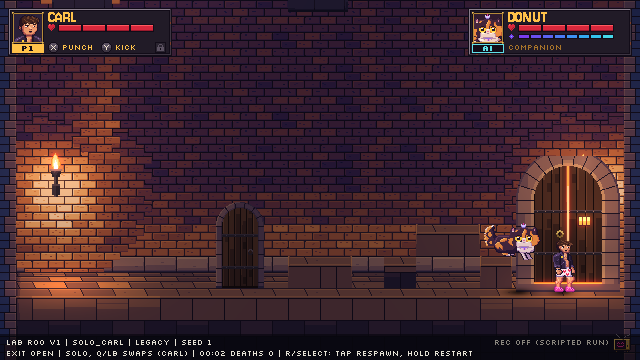 CARL
P1
X PUNCH Y KICK
DONUT
AI
COMPANION
LAB ROO V1 | SOLO_CARL | LEGACY | SEED 1
REC OFF (SCRIPTED RUN)
EXIT OPEN | SOLO, Q/LB SWAPS (CARL) | 00:02 DEATHS 0 | R/SELECT: TAP RESPAWN, HOLD RESTART